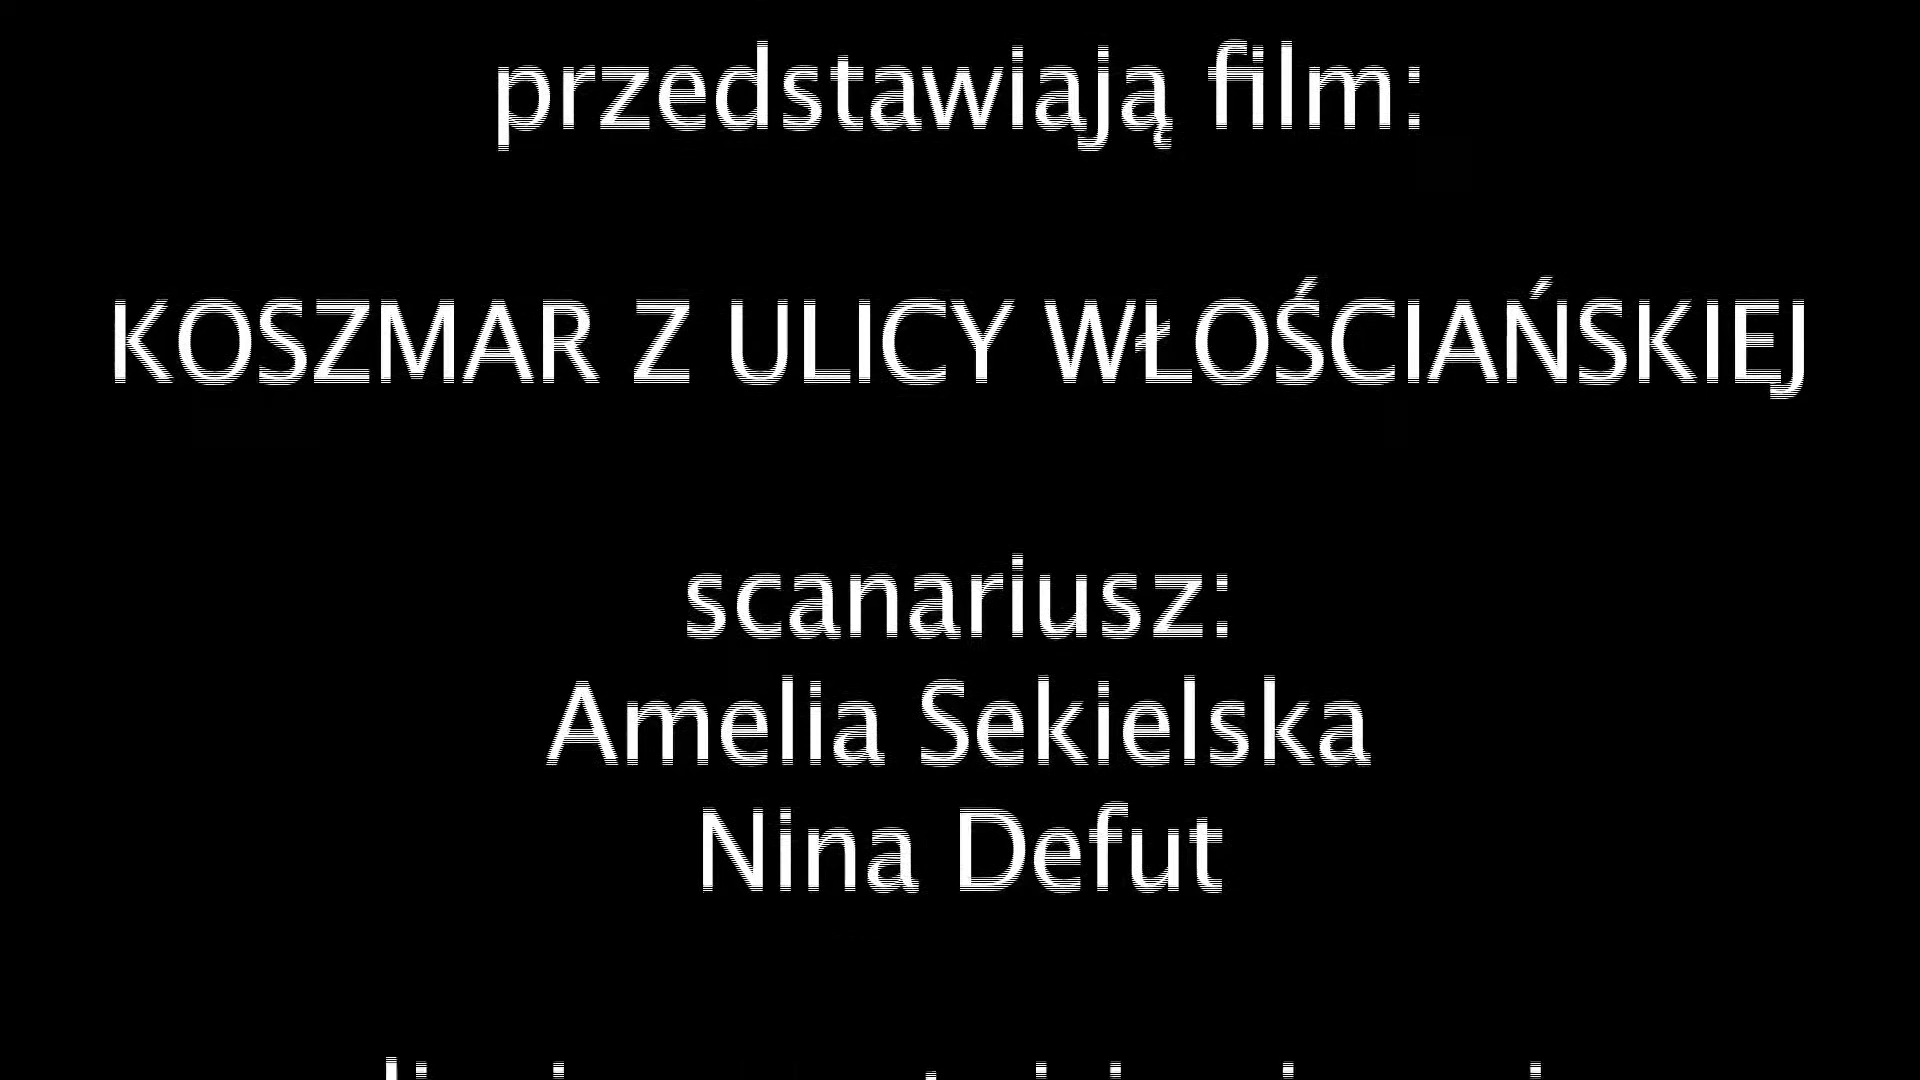 przedstawiają film:
KOSZMAR Z ULICY WŁOŚCIAŃSKIEJ
scanariusz:
Amelia Sekielska
Nina Defut